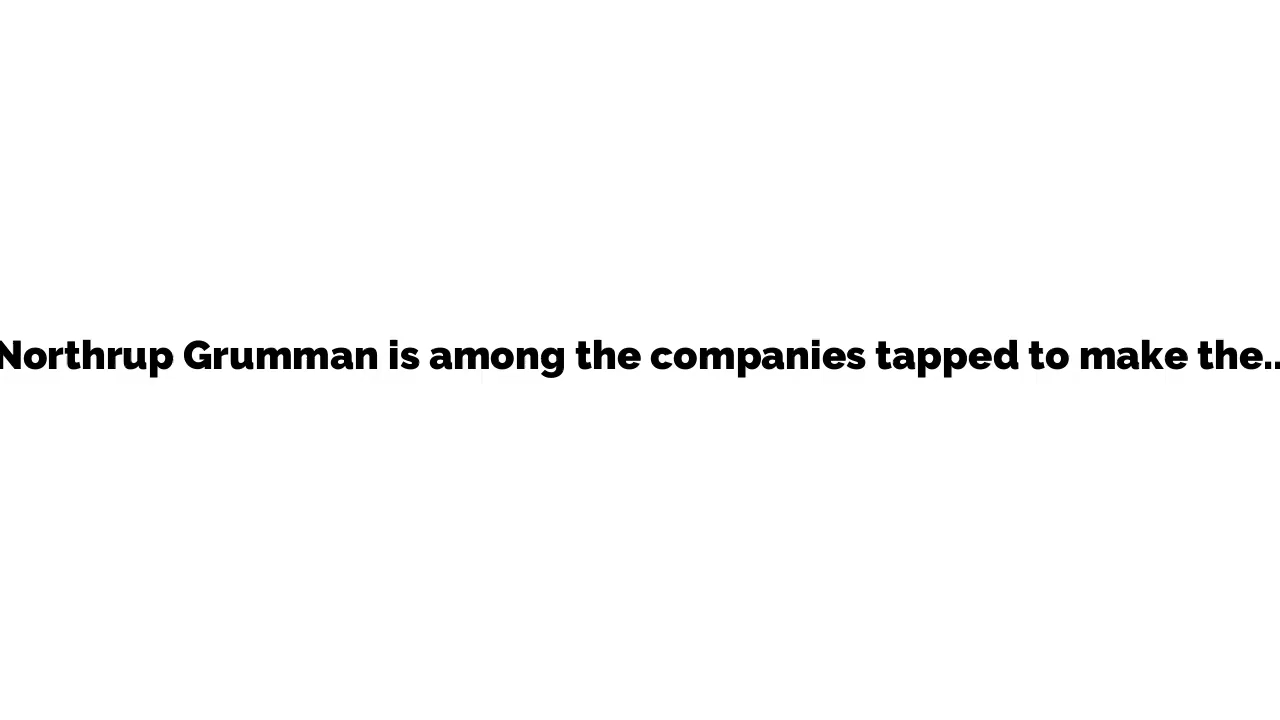 Northrup Grumman is among the companies tapped to make the..